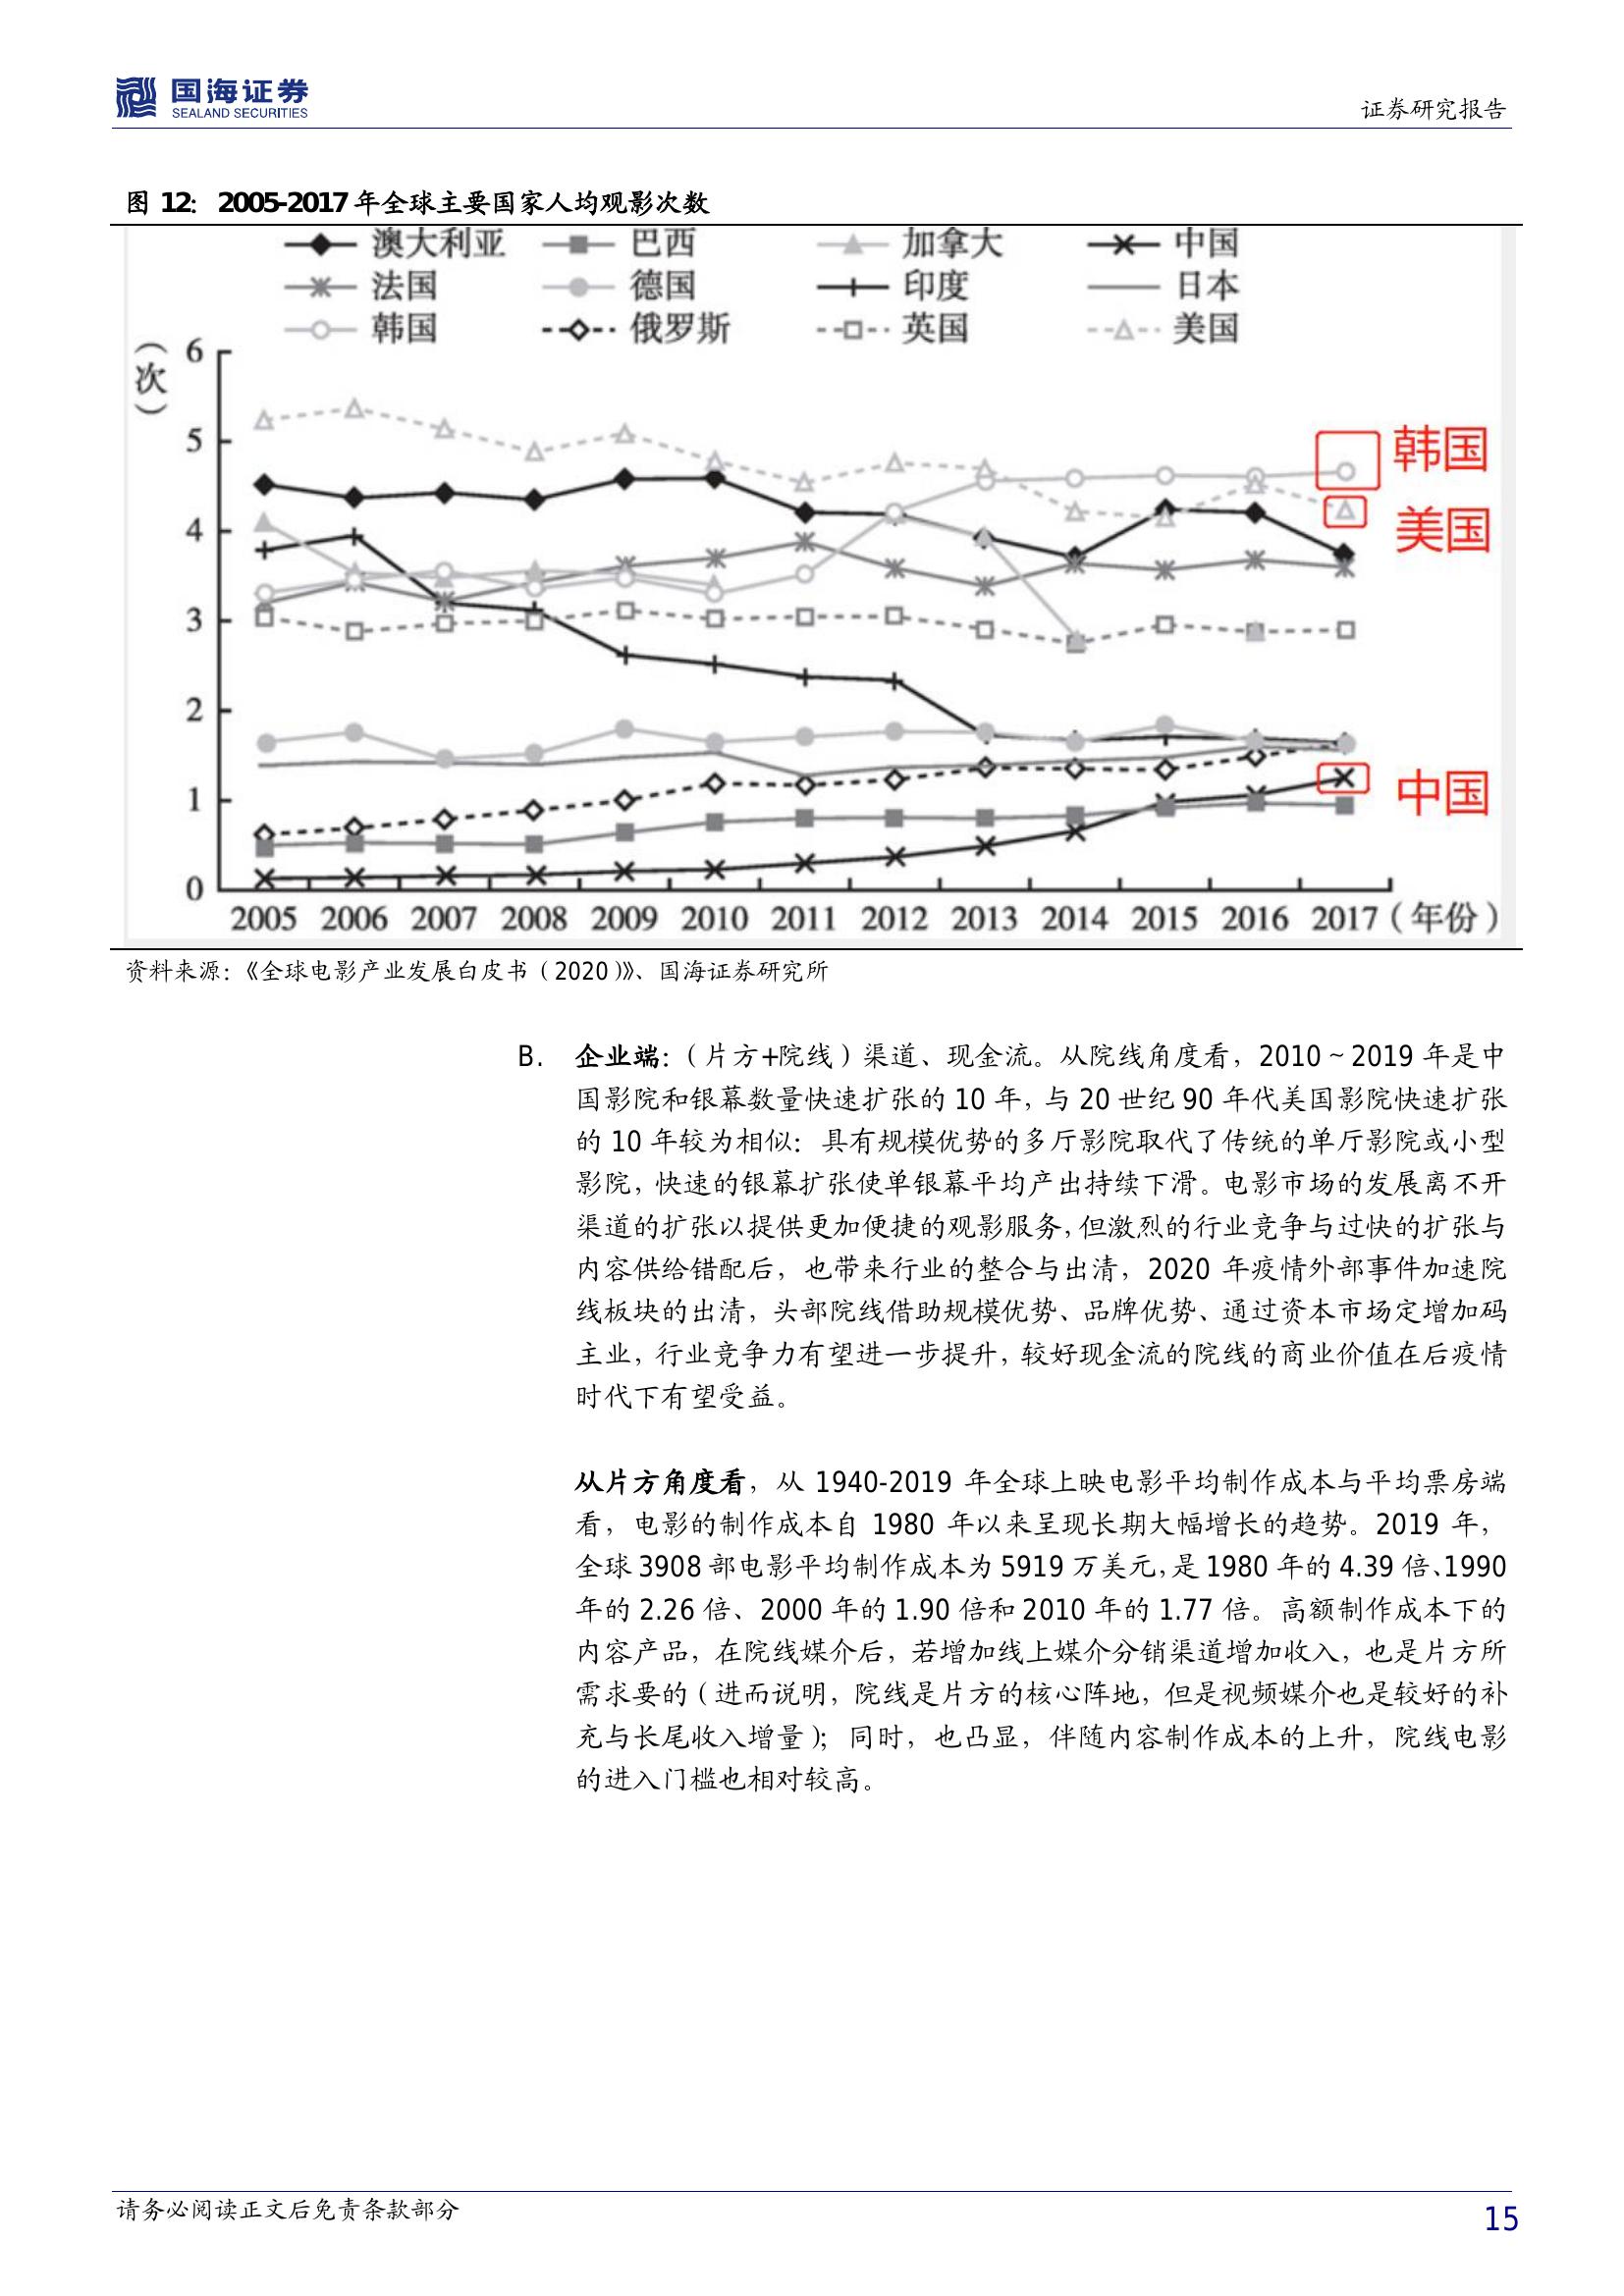 国海证券
SEALAND SECURITIES
证券研究报告
图 12: 2005-2017 年全球主要国家人均观影次数
澳大利亚 巴西 加拿大 中国
法国 德国 印度 日本
韩国 俄罗斯 英国 美国
（次）
6
5
4
3
2
1
0
韩国
美国
中国
2005 2006 2007 2008 2009 2010 2011 2012 2013 2014 2015 2016 2017（年份）
资料来源：《全球电影产业发展白皮书（2020）》、国海证券研究所
B. 企业端：（片方+院线）渠道、现金流。从院线角度看，2010~2019 年是中
国影院和银幕数量快速扩张的 10 年，与 20 世纪 90 年代美国影院快速扩张
的 10 年较为相似：具有规模优势的多厅影院取代了传统的单厅影院或小型
影院，快速的银幕扩张使单银幕平均产出持续下滑。电影市场的发展离不开
渠道的扩张以提供更加便捷的观影服务，但激烈的行业竞争与过快的扩张与
内容供给错配后，也带来行业的整合与出清，2020 年疫情外部事件加速院
线板块的出清，头部院线借助规模优势、品牌优势、通过资本市场定增加码
主业，行业竞争力有望进一步提升，较好现金流的院线的商业价值在后疫情
时代下有望受益。
从片方角度看，从 1940-2019 年全球上映电影平均制作成本与平均票房端
看，电影的制作成本自 1980 年以来呈现长期大幅增长的趋势。2019 年，
全球 3908 部电影平均制作成本为 5919 万美元，是 1980 年的 4.39 倍、1990
年的 2.26 倍、2000 年的 1.90 倍和 2010 年的 1.77 倍。高额制作成本下的
内容产品，在院线媒介后，若增加线上媒介分销渠道增加收入，也是片方所
需求要的（进而说明，院线是片方的核心阵地，但是视频媒介也是较好的补
充与长尾收入增量）；同时，也凸显，伴随内容制作成本的上升，院线电影
的进入门槛也相对较高。
请务必阅读正文后免责条款部分
15